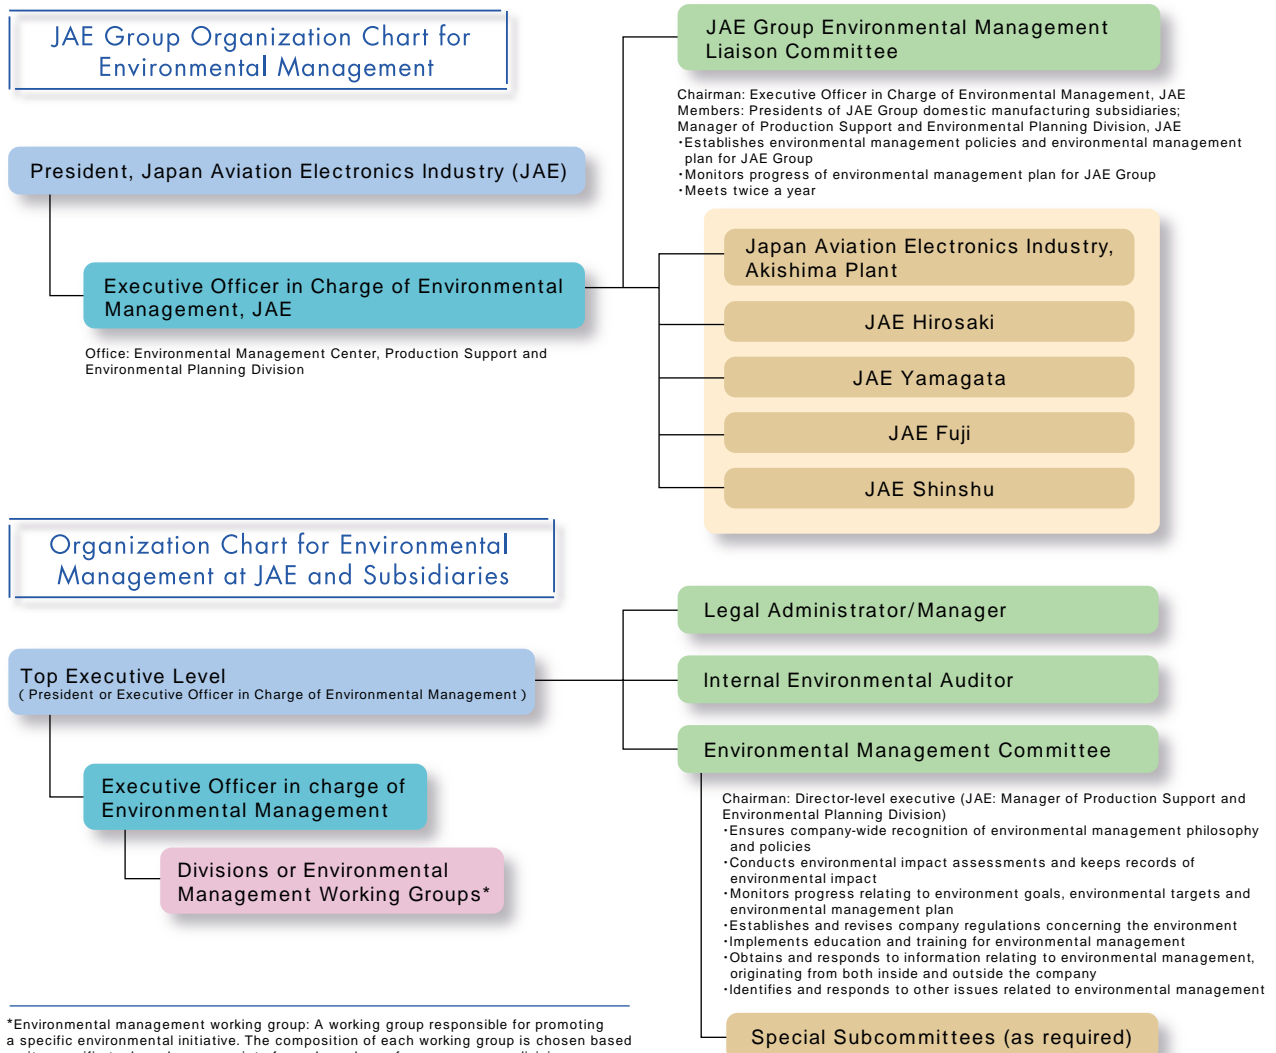 JAE Group Organization Chart for
Environmental Management
JAE Group Environmental Management
Liaison Committee
Chairman: Executive Officer in Charge of Environmental Management, JAE
Members: Presidents of JAE Group domestic manufacturing subsidiaries;
Manager of Production Support and Environmental Planning Division, JAE
・Establishes environmental management policies and environmental management
plan for JAE Group
・Monitors progress of environmental management plan for JAE Group
・Meets twice a year
President, Japan Aviation Electronics Industry (JAE)
Executive Officer in Charge of Environmental
Management, JAE
Office: Environmental Management Center, Production Support and
Environmental Planning Division
Japan Aviation Electronics Industry,
Akishima Plant
JAE Hirosaki
JAE Yamagata
JAE Fuji
JAE Shinshu
Organization Chart for Environmental
Management at JAE and Subsidiaries
Top Executive Level
( President or Executive Officer in Charge of Environmental Management )
Executive Officer in charge of
Environmental Management
Divisions or Environmental
Management Working Groups*
Legal Administrator/Manager
Internal Environmental Auditor
Environmental Management Committee
Chairman: Director-level executive (JAE: Manager of Production Support and
Environmental Planning Division)
・Ensures company-wide recognition of environmental management philosophy
and policies
・Conducts environmental impact assessments and keeps records of
environmental impact
・Monitors progress relating to environment goals, environmental targets and
environmental management plan
・Establishes and revises company regulations concerning the environment
・Implements education and training for environmental management
・Obtains and responds to information relating to environmental management,
originating from both inside and outside the company
・Identifies and responds to other issues related to environmental management
Special Subcommittees (as required)
*Environmental management working group: A working group responsible for promoting
a specific environmental initiative. The composition of each working group is chosen based